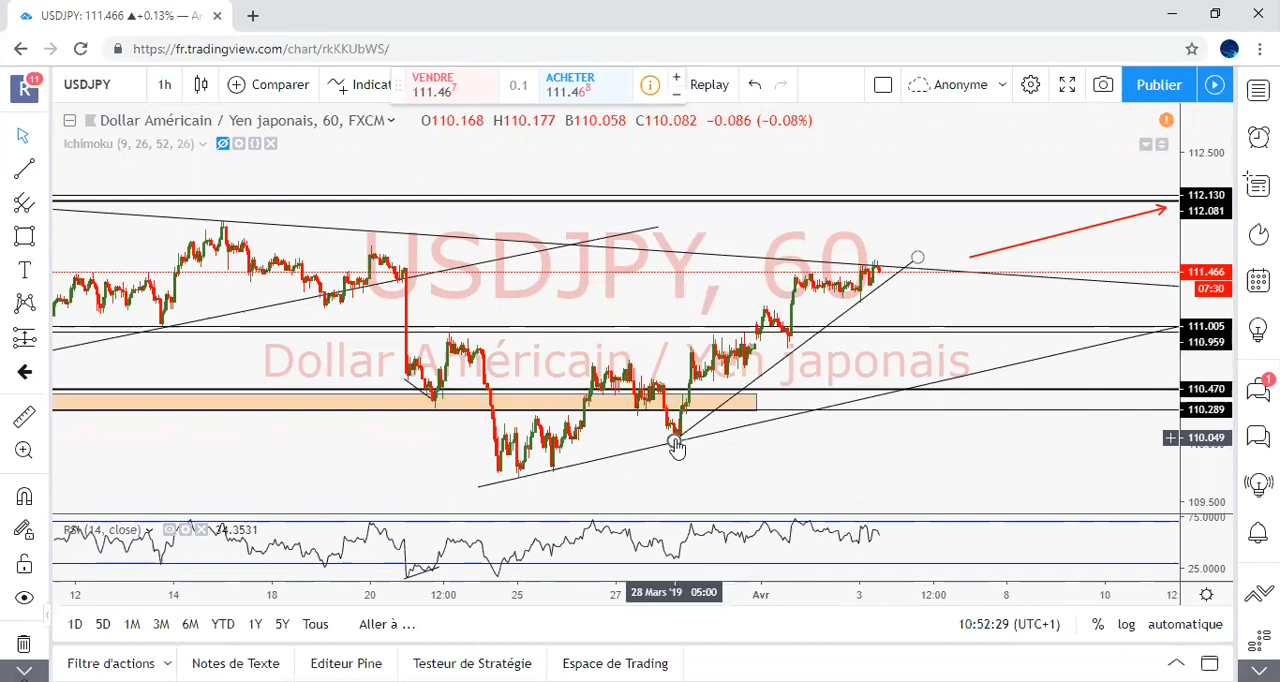 USDJPY: 111.466 ▲+0.13% — An
https://fr.tradingview.com/chart/rkKKUbWS/
R 11
USDJPY 1h Comparer Indicat VENDRE 111.467 0.1 ACHETER 111.468 Replay Anonyme Publier
Dollar Américain / Yen japonais, 60, FXCM O110.168 H110.177 B110.058 C110.082 −0.086 (−0.08%)
Ichimoku (9, 26, 52, 26)
USDJPY, 60
Dollar Américain / Yen japonais
112.500
112.130
112.081
111.466
07:30
111.005
110.959
110.470
110.289
110.049
109.500
RSI (14, close) 34.3531
75.0000
25.0000
12 14 18 20 12:00 25 27 28 Mars '19 05:00 Avr 3 12:00 8 10 12
1D 5D 1M 3M 6M YTD 1Y 5Y Tous Aller à ... 10:52:29 (UTC+1) % log automatique
Filtre d'actions Notes de Texte Editeur Pine Testeur de Stratégie Espace de Trading
1